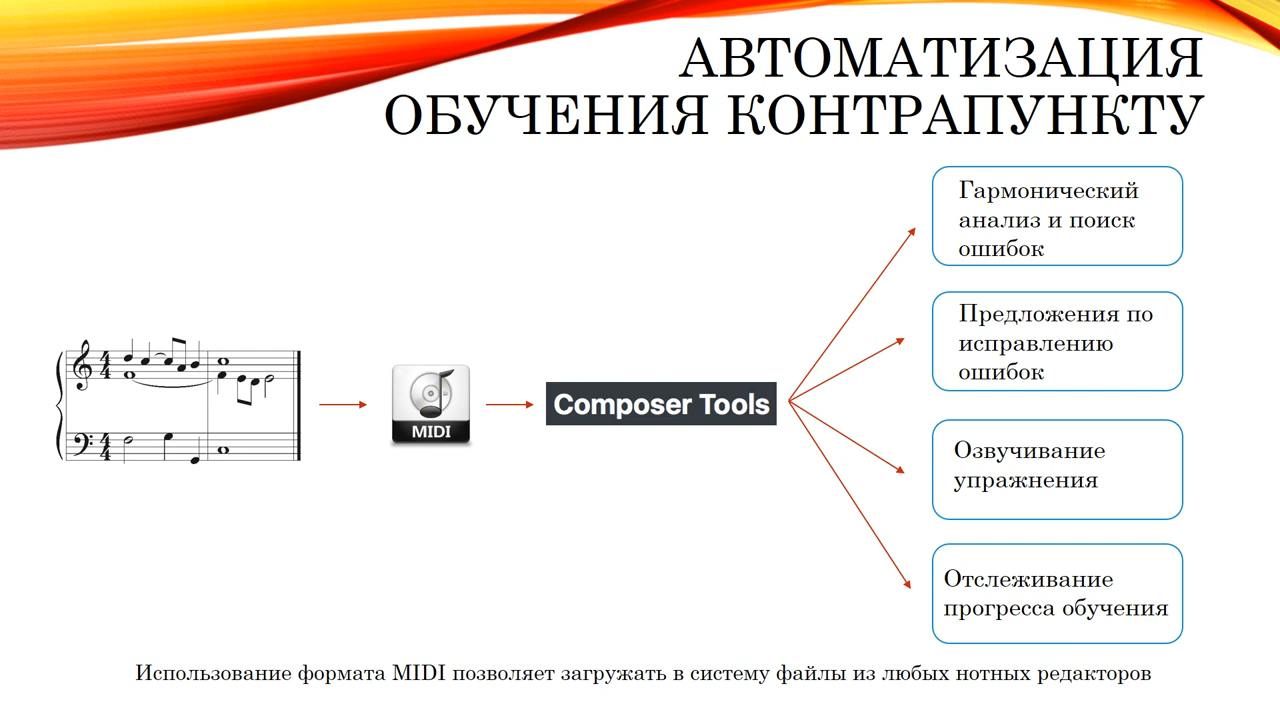 АВТОМАТИЗАЦИЯ
ОБУЧЕНИЯ КОНТРАПУНКТУ
Гармонический
анализ и поиск
ошибок
Предложения по
исправлению
ошибок
MIDI
Composer Tools
Озвучивание
упражнения
Отслеживание
прогресса обучения
Использование формата MIDI позволяет загружать в систему файлы из любых нотных редакторов